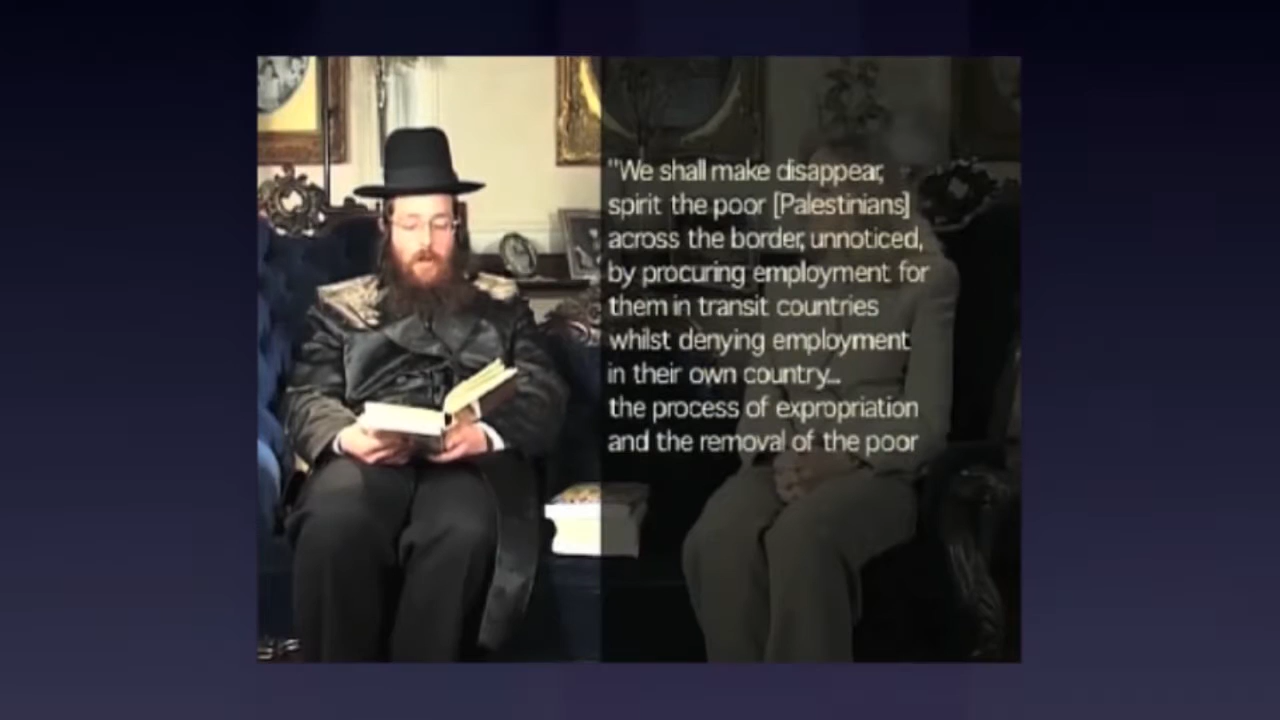 "We shall make disappear,
spirit the poor [Palestinians]
across the border, unnoticed,
by procuring employment for
them in transit countries
whilst denying employment
in their own country...
the process of expropriation
and the removal of the poor